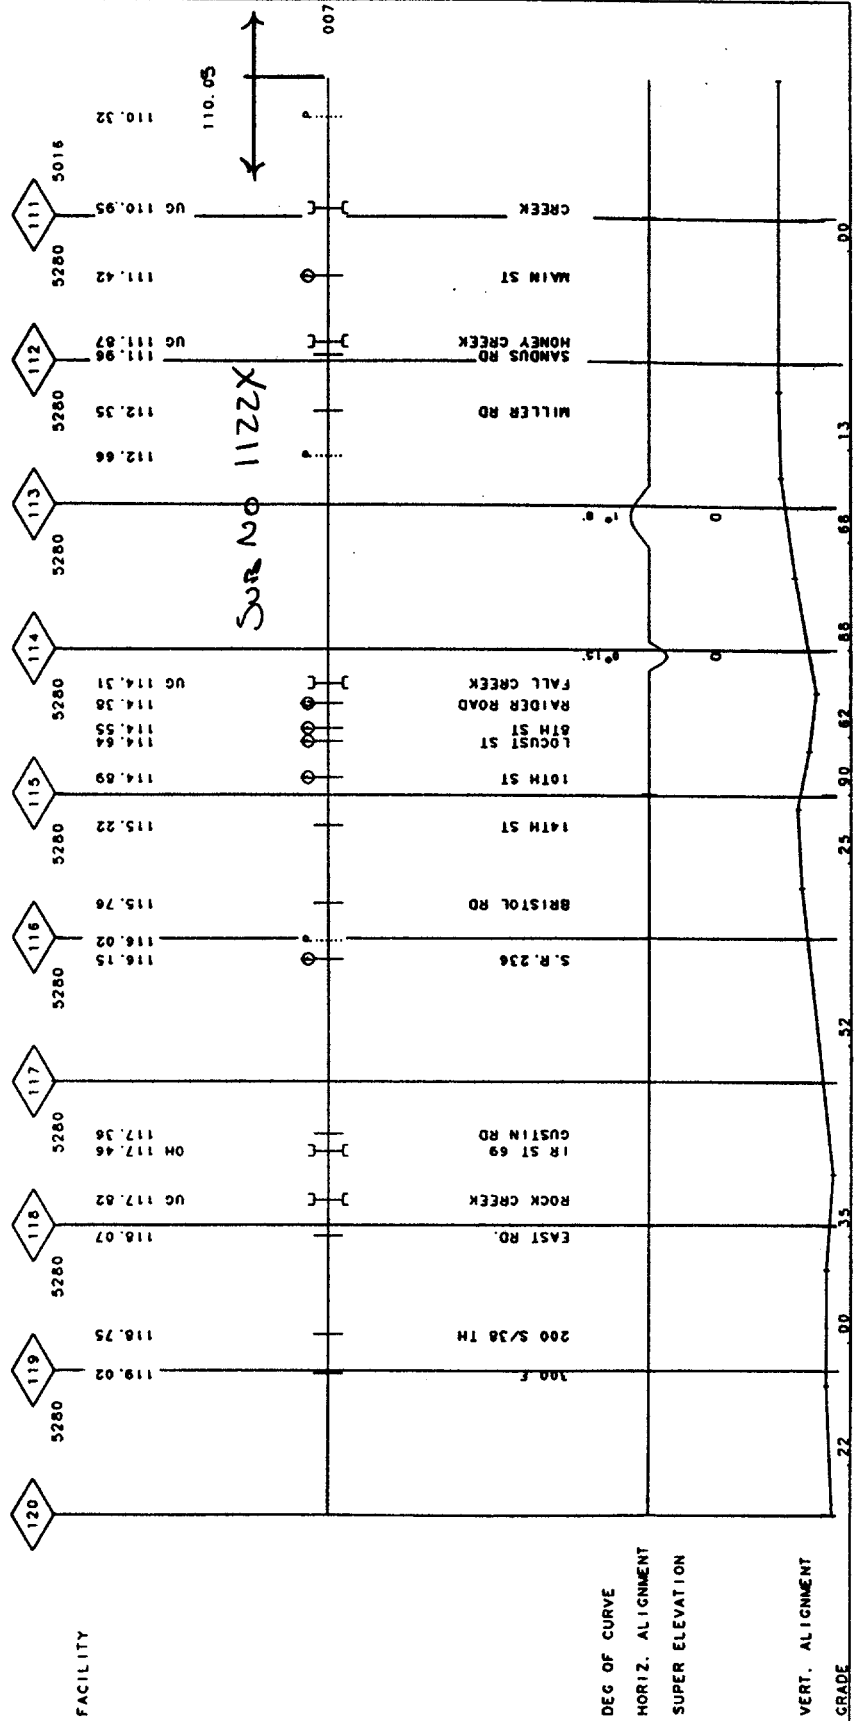 120 119 118 117 116 115 114 113 112 111
5280 5280 5280 5280 5280 5280 5280 5280 5280 5016
FACILITY
119.02
118.75
118.07
UG 117.82
OH 117.46
117.36
116.15
116.02
115.76
115.22
114.89
114.64
114.55
114.38
UG 114.31
112.66
112.35
111.96
UG 111.87
111.42
UG 110.95
110.32
110.05
SUB NO 1122X
007
300 E
200 S/38 TH
EAST RD.
ROCK CREEK
IR ST 69
GUSTIN RD
S.R.236
BRISTOL RD
14TH ST
10TH ST
LOCUST ST
8TH ST
RAIDER ROAD
FALL CREEK
MILLER RD
SANDUS RD
HONEY CREEK
MAIN ST
CREEK
DEG OF CURVE
0°15'
1° 8'
HORIZ. ALIGNMENT
SUPER ELEVATION
0 0
VERT. ALIGNMENT
GRADE
.22 .00 .35 .52 .25 .90 .62 .88 .68 .13 .00